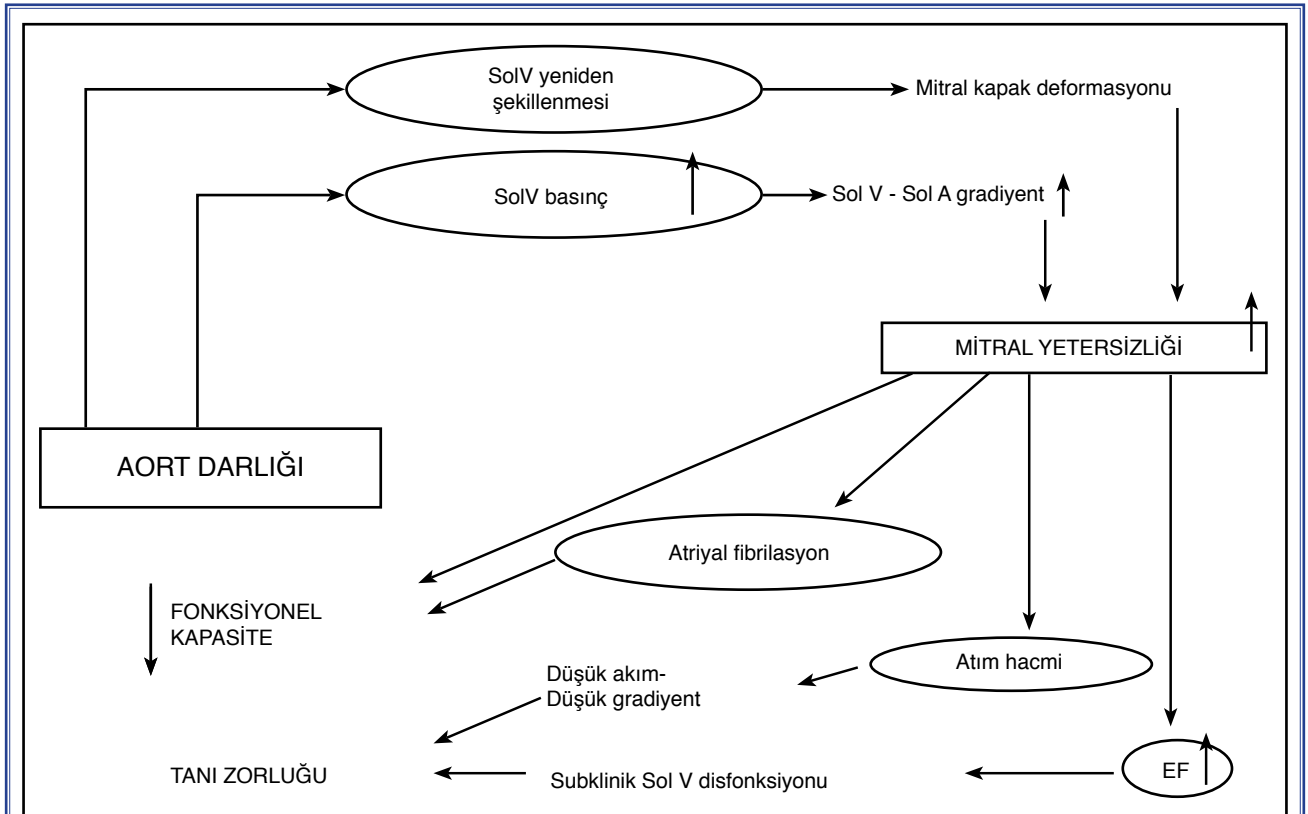 SolV yeniden
şekillenmesi
Mitral kapak deformasyonu
SolV basınç
Sol V - Sol A gradiyent
MİTRAL YETERSİZLİĞİ
AORT DARLIĞI
Atriyal fibrilasyon
FONKSİYONEL
KAPASİTE
Atım hacmi
Düşük akım-
Düşük gradiyent
EF
TANI ZORLUĞU
Subklinik Sol V disfonksiyonu